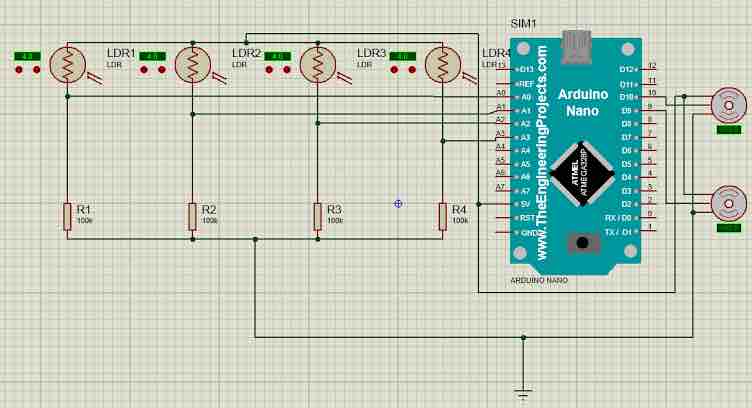 SIM1
LDR1
LDR
LDR2
LDR
LDR3
LDR
LDR4
LDR
4.0
4.0
4.0
4.0
D13
REF
A0
A1
A2
A3
A4
A5
A6
A7
5V
RST
GND
A0
A1
A2
A3
A4
A5
A6
A7
13
www.TheEngineeringProjects.com
Arduino
Nano
ATMEL
ATMEGA328P
D12
D11
D10
D9
D8
D7
D6
D5
D4
D3
D2
RX / D0
TX / D1
12
11
10
9
8
7
6
5
4
3
2
0
1
R1
100k
R2
100k
R3
100k
R4
100k
ARDUINO NANO